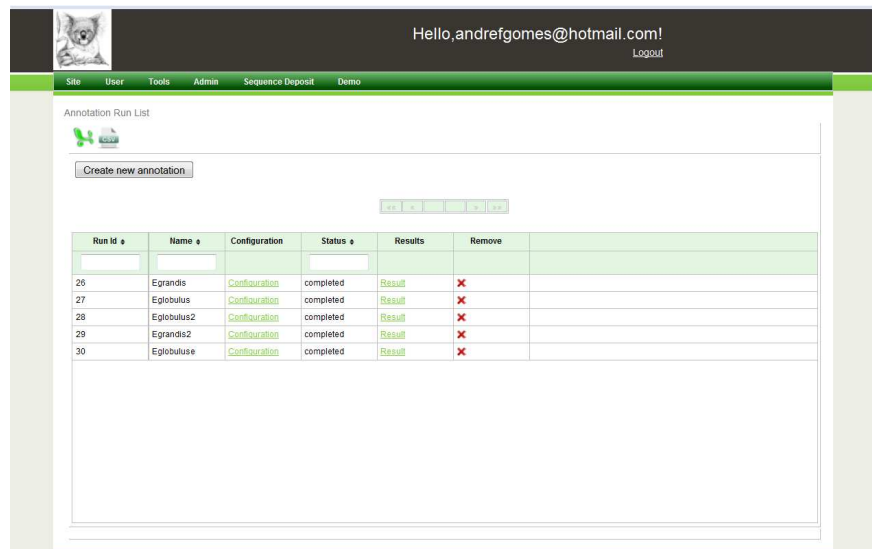 Hello,andrefgomes@hotmail.com!
Logout
Site User Tools Admin Sequence Deposit Demo
Annotation Run List
CSV
Create new annotation
«« « » »»
Run Id Name Configuration Status Results Remove
26 Egrandis Configuration completed Result
27 Eglobulus Configuration completed Result
28 Eglobulus2 Configuration completed Result
29 Egrandis2 Configuration completed Result
30 Eglobuluse Configuration completed Result